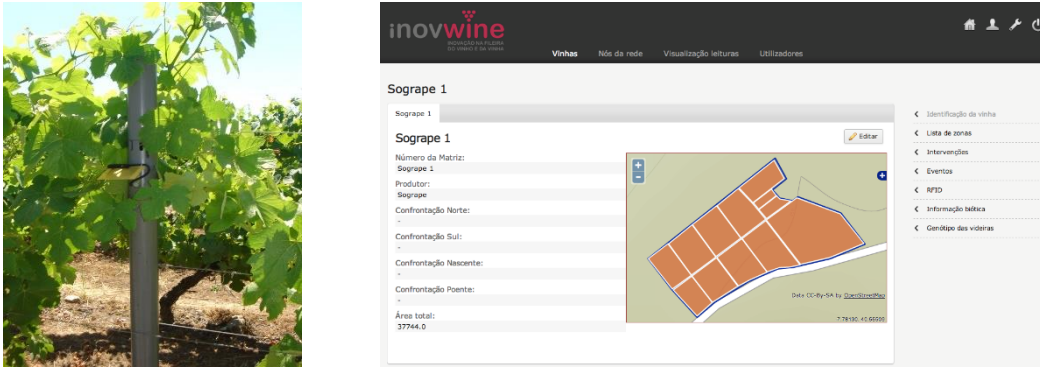 inovwine
INOVAÇÃO NA FILEIRA
DO VINHO E DA VINHA
Vinhas Nós da rede Visualização leituras Utilizadores
Sogrape 1
Sogrape 1
Sogrape 1
Editar
Número da Matriz:
Sogrape 1
Produtor:
Sogrape
Confrontação Norte:
-
Confrontação Sul:
-
Confrontação Nascente:
-
Confrontação Poente:
-
Área total:
37744.0
Data CC-By-SA by OpenStreetMap
Identificação da vinha
Lista de zonas
Intervenções
Eventos
RFID
Informação biótica
Genótipo das videiras